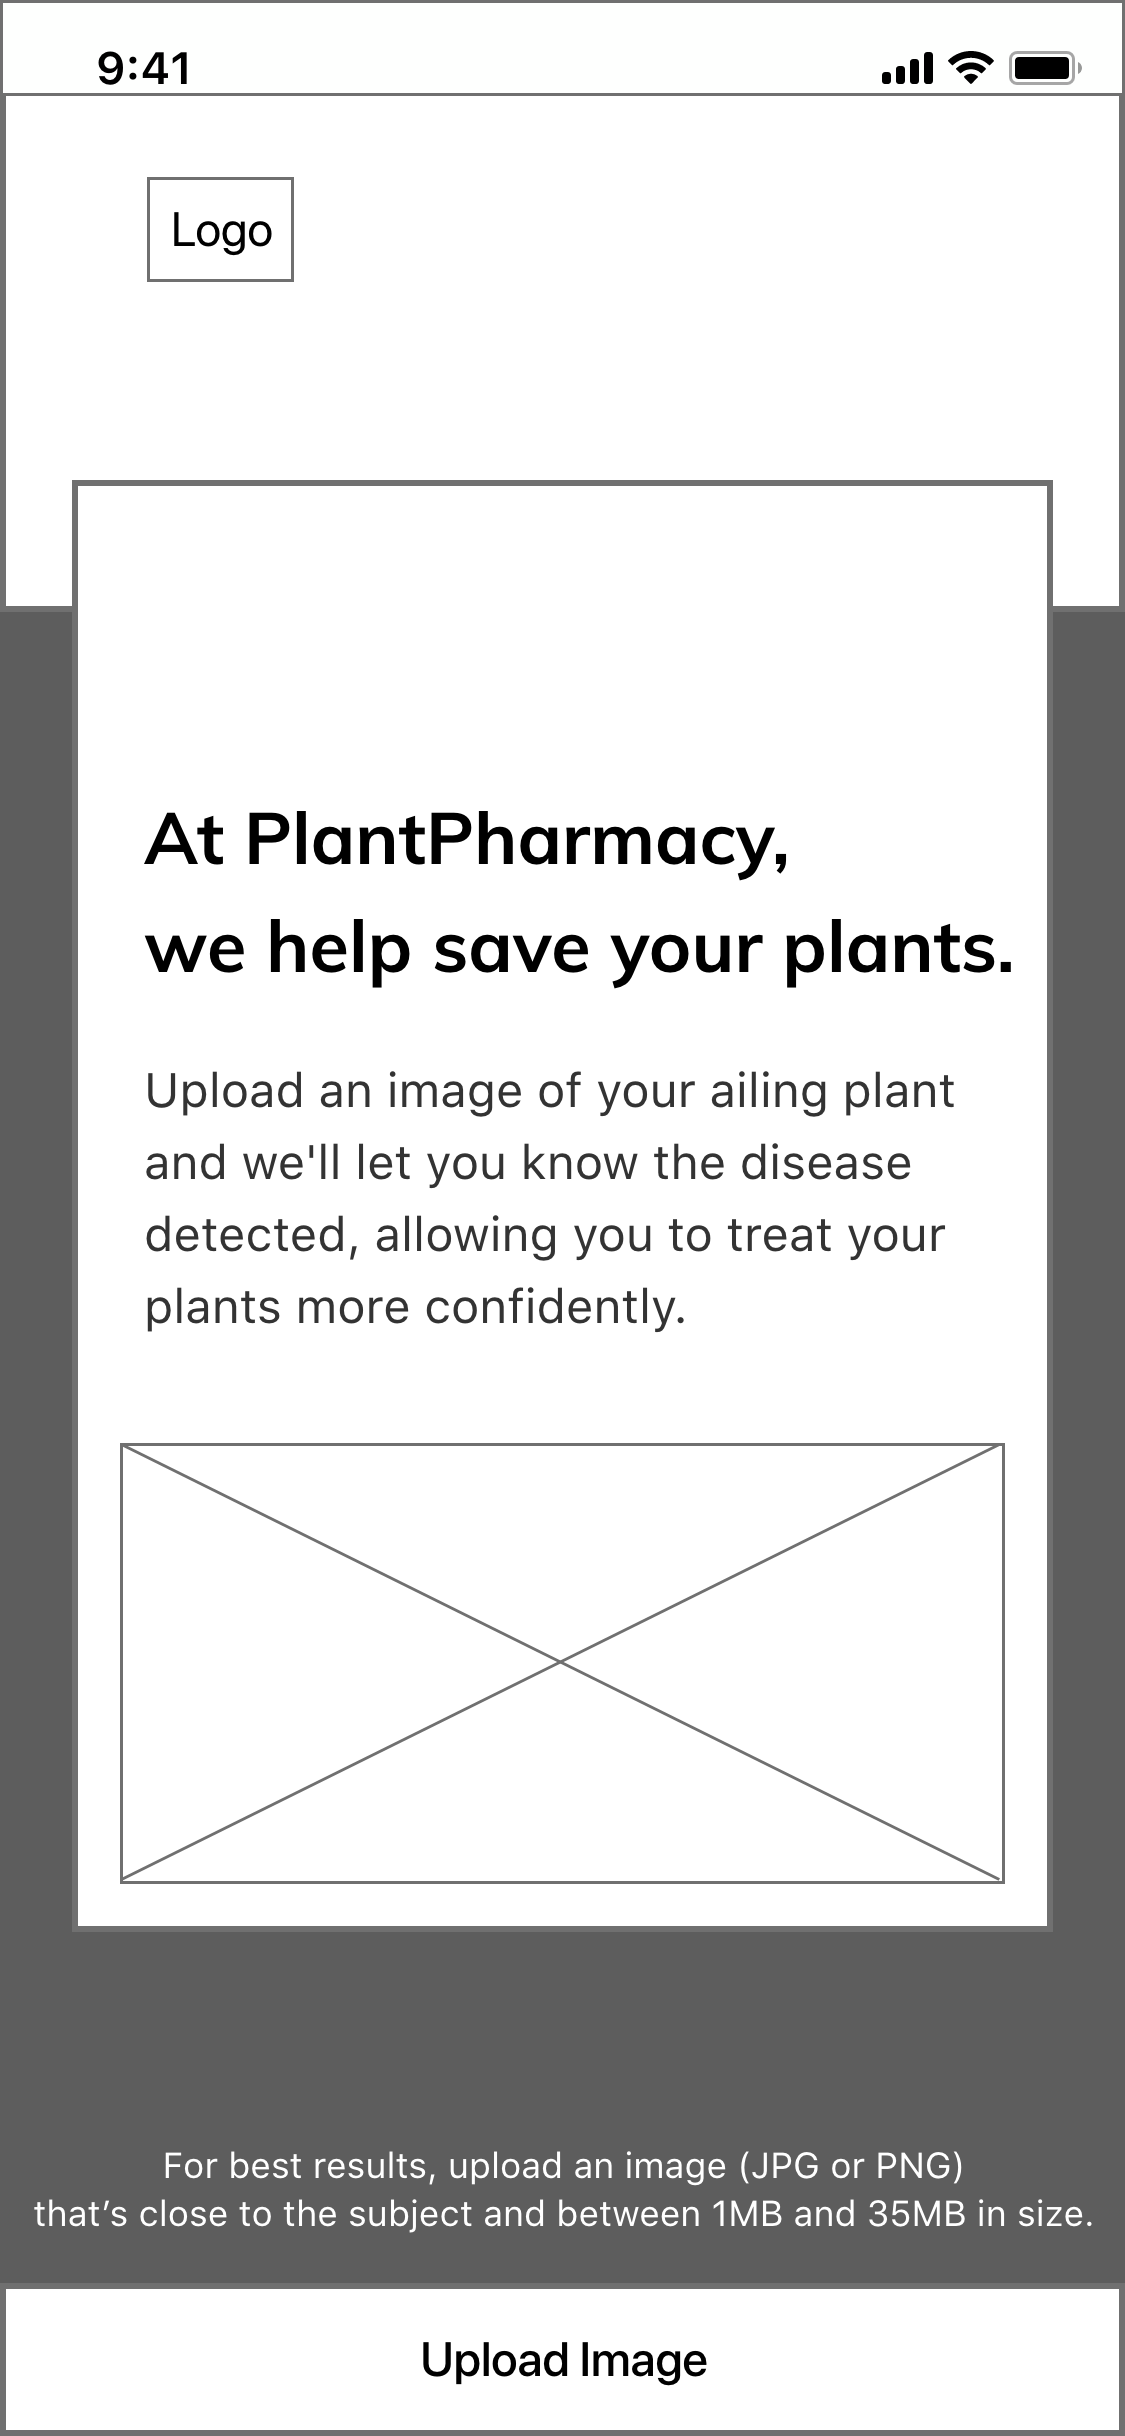 9:41
Logo
At PlantPharmacy,
we help save your plants.
Upload an image of your ailing plant
and we'll let you know the disease
detected, allowing you to treat your
plants more confidently.
For best results, upload an image (JPG or PNG)
that’s close to the subject and between 1MB and 35MB in size.
Upload Image